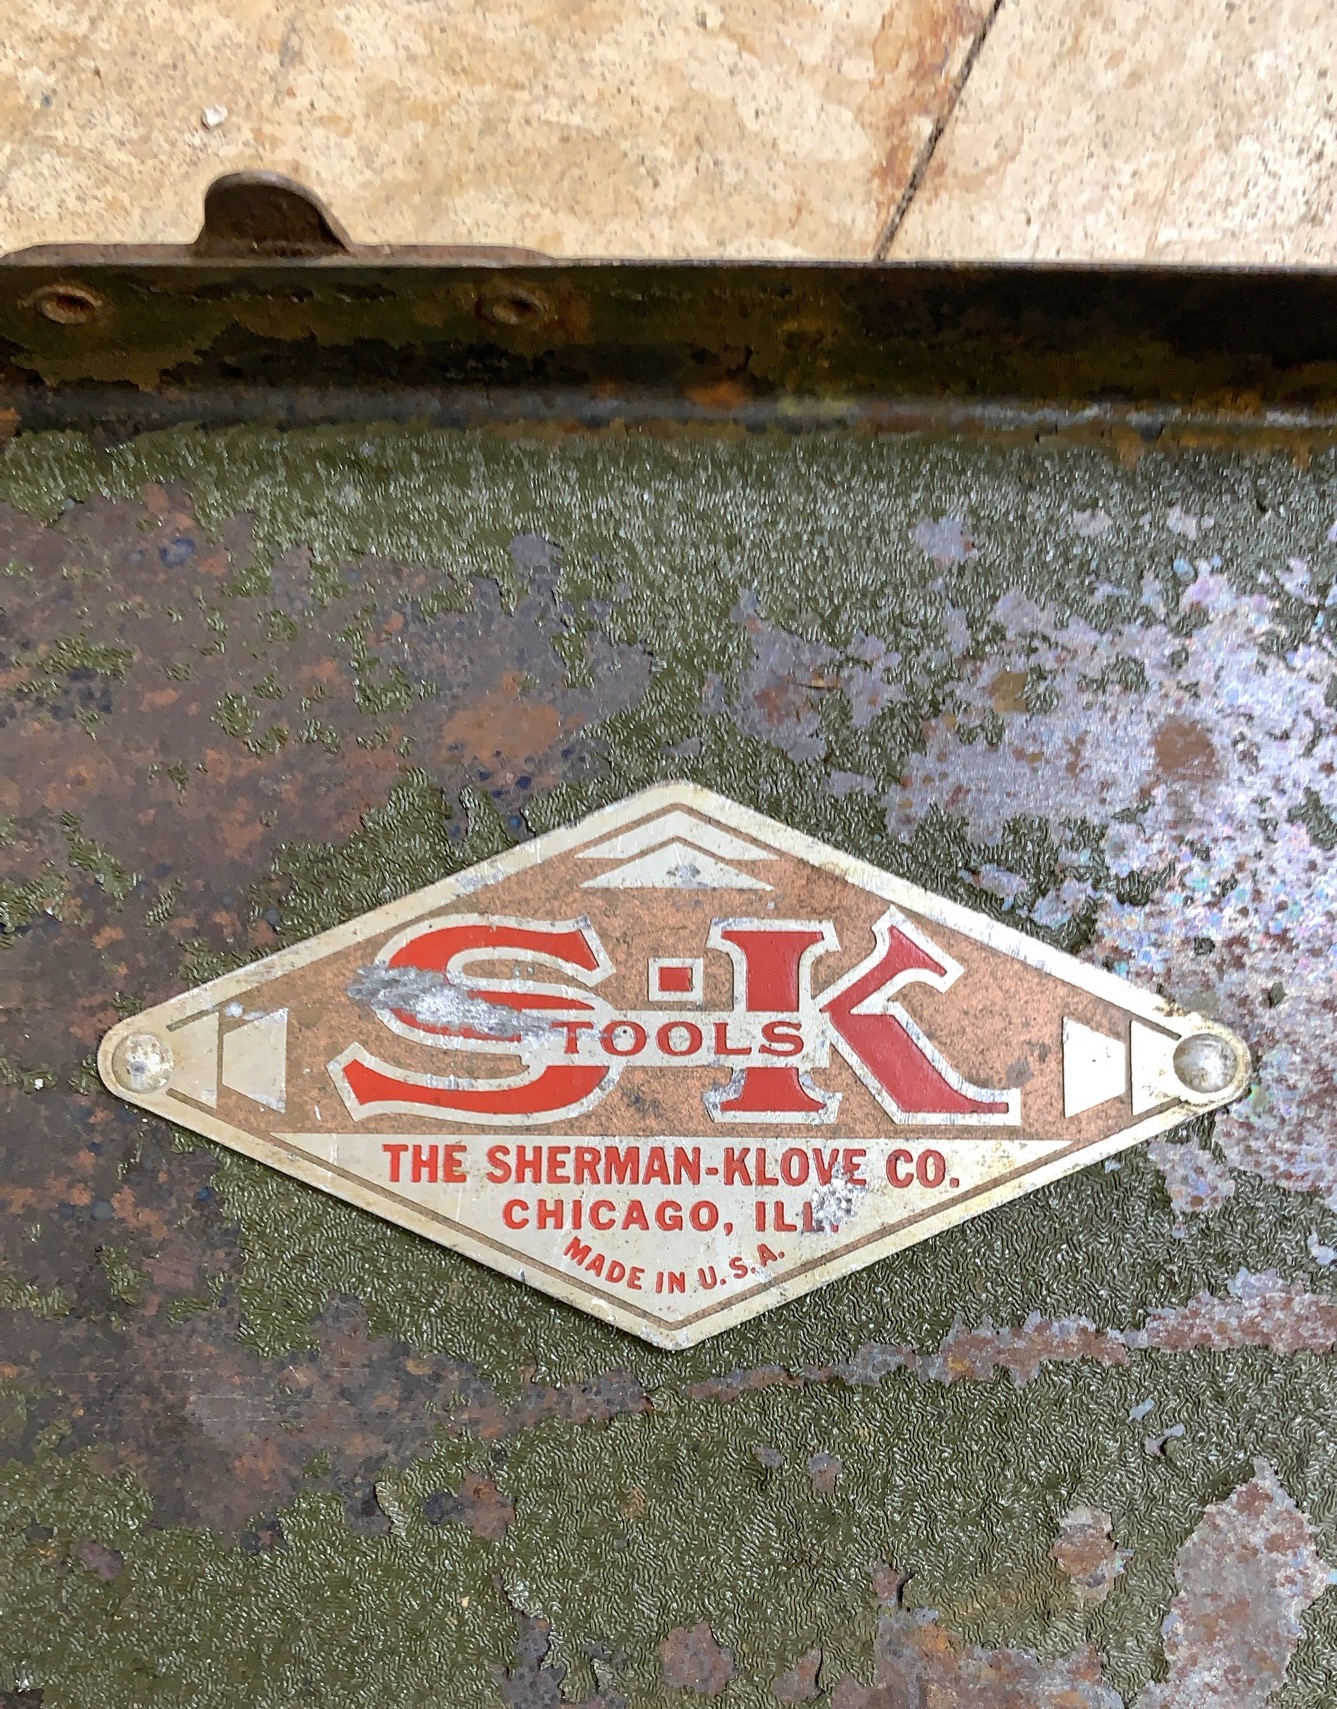 S·K
TOOLS
THE SHERMAN-KLOVE CO.
CHICAGO, ILL.
MADE IN U.S.A.